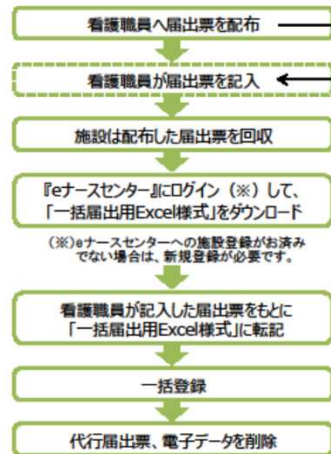 看護職員へ届出票を配布
看護職員が届出票を記入
施設は配布した届出票を回収
『eナースセンター』にログイン（※）して、
「一括届出用Excel様式」をダウンロード
(※)eナースセンターへの施設登録がお済み
でない場合は、新規登録が必要です。
看護職員が記入した届出票をもとに
「一括届出用Excel様式」に転記
一括登録
代行届出票、電子データを削除